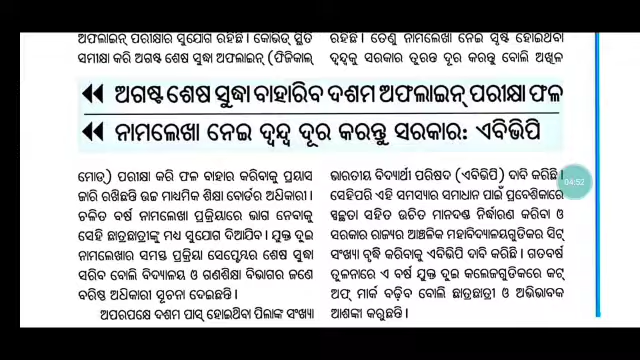 ଅଫଲାଇନ୍ ପରୀକ୍ଷାର ସୁଯୋଗ ରହିଛି । କୋଭିଡ୍ ସ୍ଥିତି
ସମୀକ୍ଷା କରି ଅଗଷ୍ଟ ଶେଷ ସୁଦ୍ଧା ଅଫଲାଇନ୍ (ଫିଜିକାଲ୍
ରହିଛି । ତେଣୁ ନାମଲେଖା ନେଇ ସୃଷ୍ଟ ହୋଇଥିବା
ଦ୍ୱନ୍ଦ୍ୱକୁ ସରକାର ତୁରନ୍ତ ଦୂର କରନ୍ତୁ ବୋଲି ଅଖିଳ
ଅଗଷ୍ଟ ଶେଷ ସୁଦ୍ଧା ବାହାରିବ ଦଶମ ଅଫଲାଇନ୍ ପରୀକ୍ଷା ଫଳ
ନାମଲେଖା ନେଇ ଦ୍ୱନ୍ଦ୍ୱ ଦୂର କରନ୍ତୁ ସରକାର: ଏବିଭିପି
ମୋଡ୍) ପରୀକ୍ଷା କରି ଫଳ ବାହାର କରିବାକୁ ପ୍ରୟାସ
ଜାରି ରଖିଛନ୍ତି ଉଚ୍ଚ ମାଧ୍ୟମିକ ଶିକ୍ଷା ବୋର୍ଡର ଅଧିକାରୀ ।
ଚଳିତ ବର୍ଷ ନାମଲେଖା ପ୍ରକ୍ରିୟାରେ ଭାଗ ନେବାକୁ
ସେହି ଛାତ୍ରଛାତ୍ରୀଙ୍କୁ ମଧ୍ୟ ସୁଯୋଗ ଦିଆଯିବ । ଯୁକ୍ତ ଦୁଇ
ନାମଲେଖାର ସମସ୍ତ ପ୍ରକ୍ରିୟା ସେପ୍ଟେମ୍ବର ଶେଷ ସୁଦ୍ଧା
ସରିବ ବୋଲି ବିଦ୍ୟାଳୟ ଓ ଗଣଶିକ୍ଷା ବିଭାଗର ଜଣେ
ବରିଷ୍ଠ ଅଧିକାରୀ ସୂଚନା ଦେଇଛନ୍ତି ।
ଅପରପକ୍ଷେ ଦଶମ ପାସ୍ ହୋଇଥିବା ପିଲାଙ୍କ ସଂଖ୍ୟା
ଭାରତୀୟ ବିଦ୍ୟାର୍ଥୀ ପରିଷଦ (ଏବିଭିପି) ଦାବି କରିଛି ।
ସେହିପରି ଏହି ସମସ୍ୟାର ସମାଧାନ ପାଇଁ ପ୍ରବେଶିକାରେ
ସ୍ୱଚ୍ଛତା ସହିତ ଉଚିତ ମାନଦଣ୍ଡ ନିର୍ଦ୍ଧାରଣ କରିବା ଓ
ସରକାର ରାଜ୍ୟର ଆଞ୍ଚଳିକ ମହାବିଦ୍ୟାଳୟଗୁଡିକର ସିଟ୍
ସଂଖ୍ୟା ବୃଦ୍ଧି କରିବାକୁ ଏବିଭିପି ଦାବି କରିଛି । ଗତବର୍ଷ
ତୁଳନାରେ ଏ ବର୍ଷ ଯୁକ୍ତ ଦୁଇ କଲେଜଗୁଡିକରେ କଟ୍
ଅଫ୍ ମାର୍କ ବଢ଼ିବ ବୋଲି ଛାତ୍ରଛାତ୍ରୀ ଓ ଅଭିଭାବକ
ଆଶଙ୍କା କରୁଛନ୍ତି ।
04:52